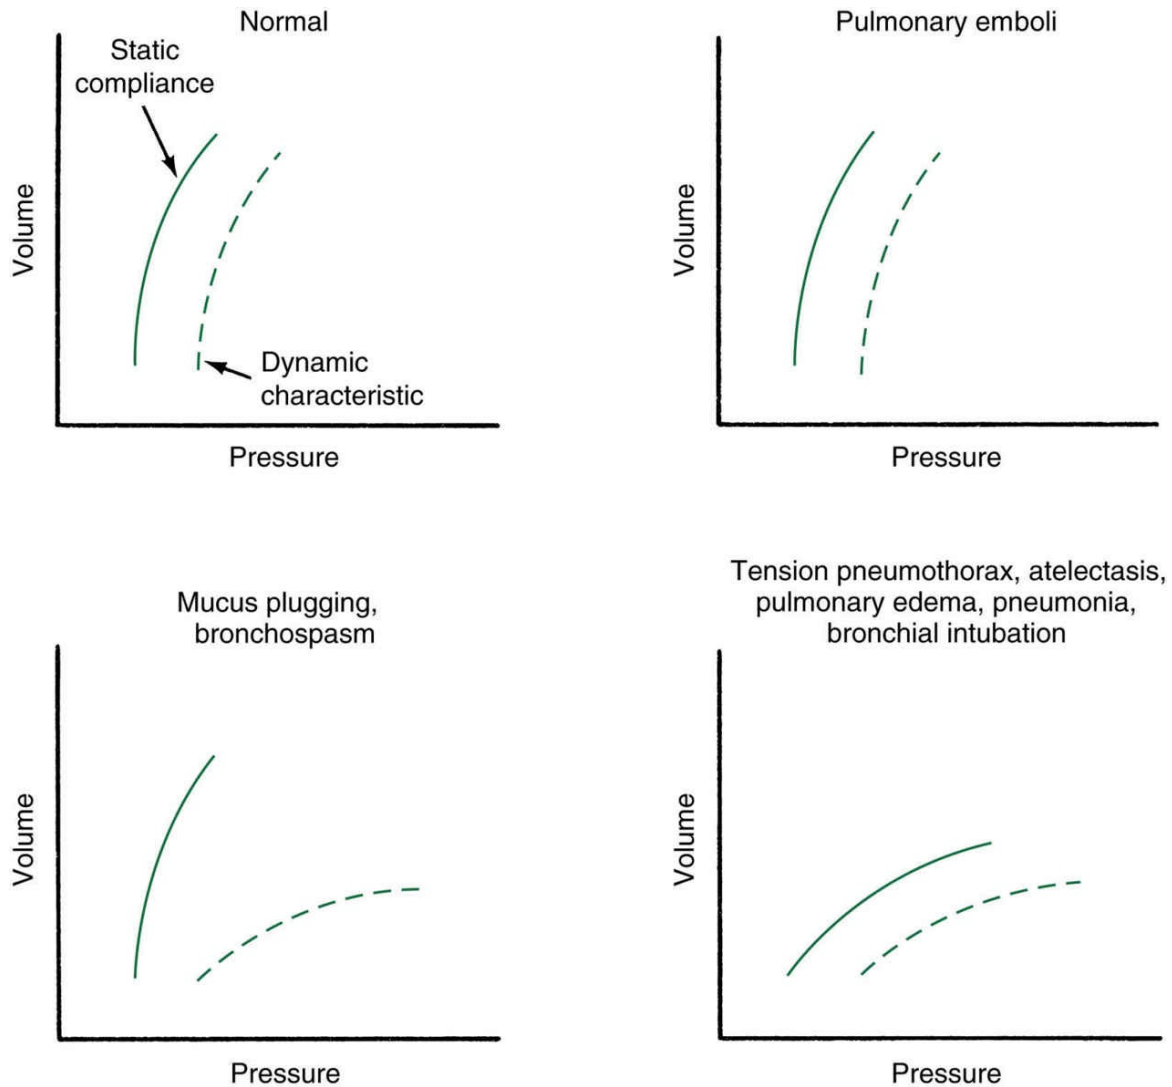 Normal
Static
compliance
Volume
Dynamic
characteristic
Pressure
Pulmonary emboli
Volume
Pressure
Mucus plugging,
bronchospasm
Volume
Pressure
Tension pneumothorax, atelectasis,
pulmonary edema, pneumonia,
bronchial intubation
Volume
Pressure